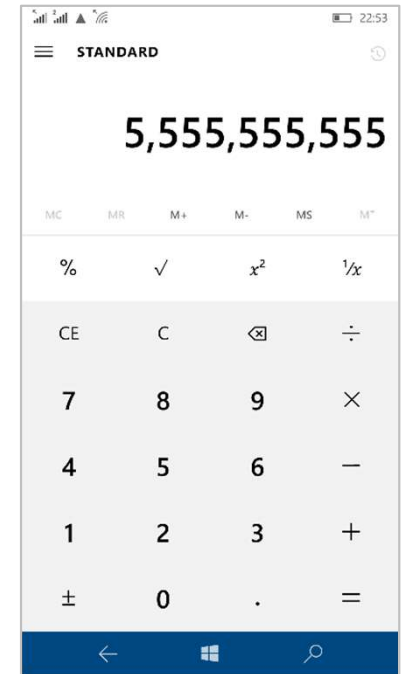 2 22:53
STANDARD
5,555,555,555
MC MR M+ M- MS M˅
% √ x² ¹/x
CE C ÷
7 8 9 ×
4 5 6 −
1 2 3 +
± 0 . =